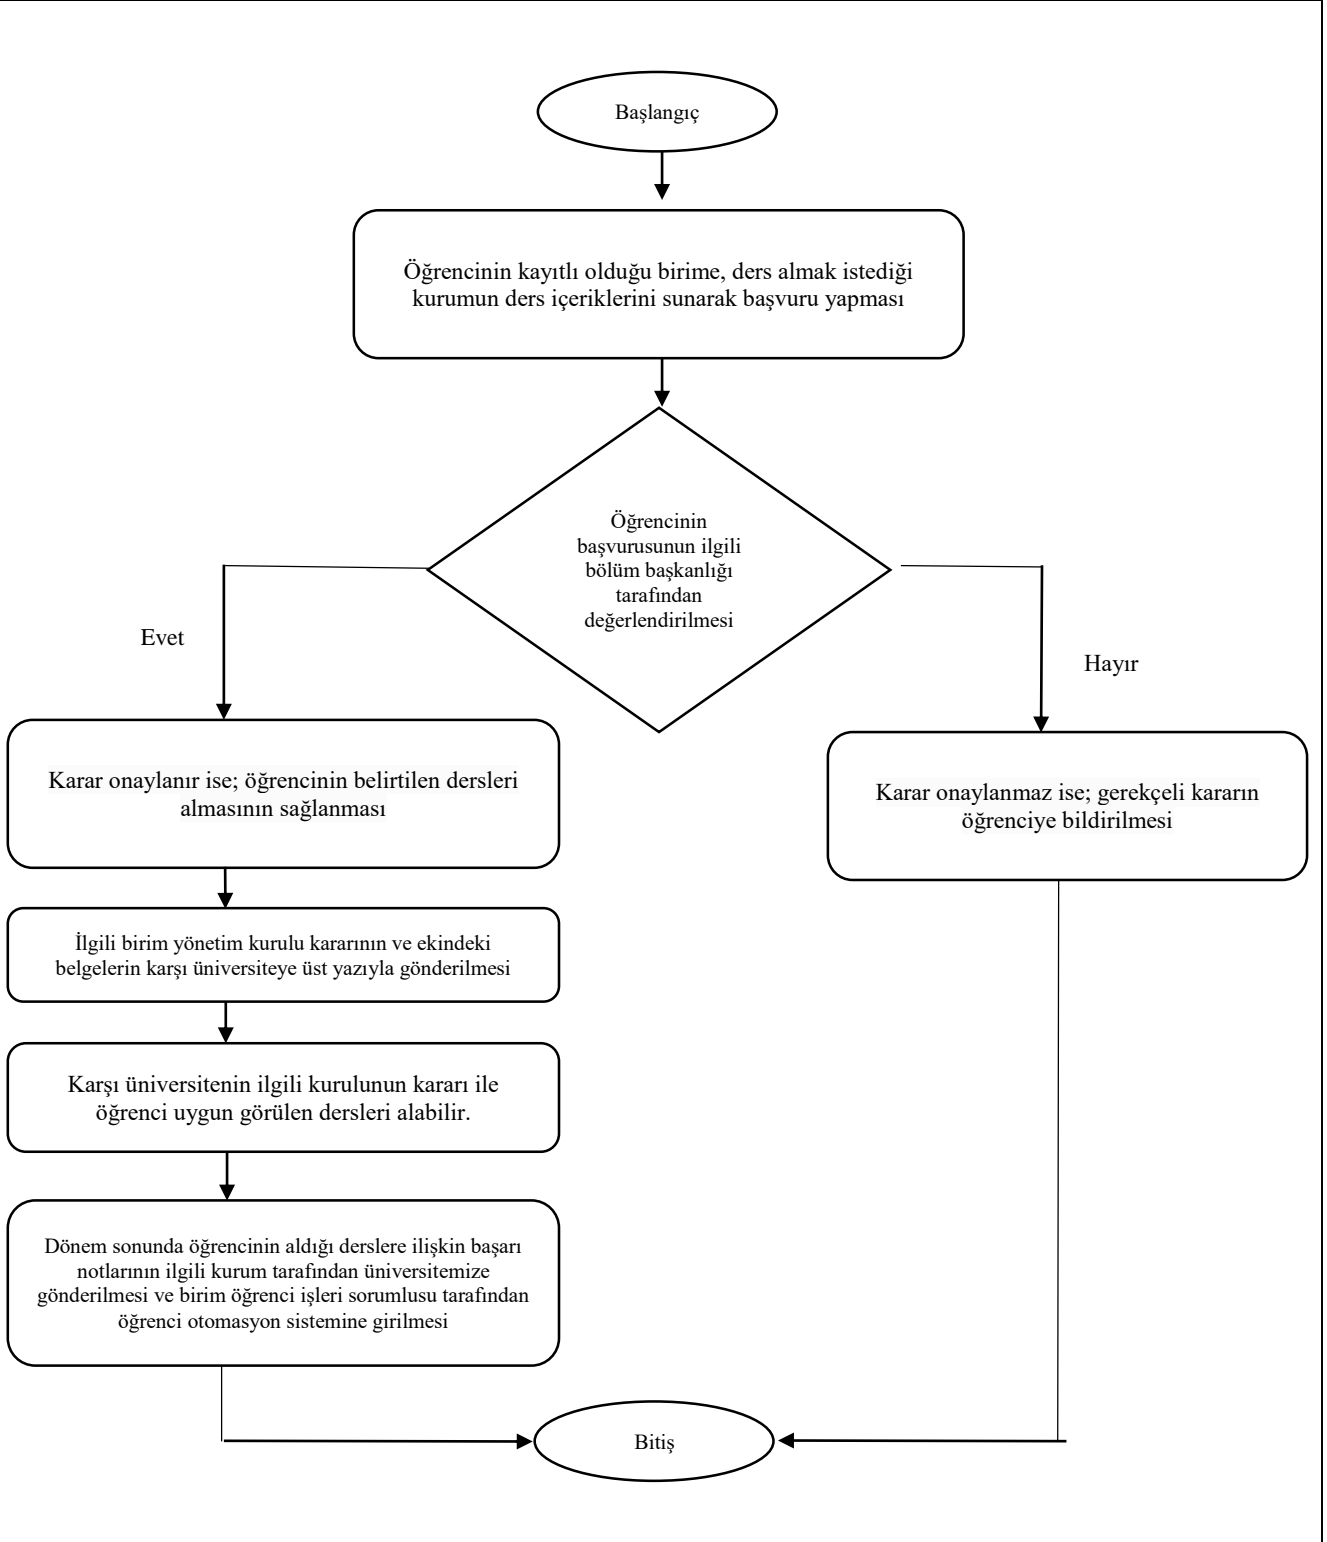 Başlangıç
Öğrencinin kayıtlı olduğu birime, ders almak istediği
kurumun ders içeriklerini sunarak başvuru yapması
Öğrencinin
başvurusunun ilgili
bölüm başkanlığı
tarafından
değerlendirilmesi
Evet
Hayır
Karar onaylanır ise; öğrencinin belirtilen dersleri
almasının sağlanması
Karar onaylanmaz ise; gerekçeli kararın
öğrenciye bildirilmesi
İlgili birim yönetim kurulu kararının ve ekindeki
belgelerin karşı üniversiteye üst yazıyla gönderilmesi
Karşı üniversitenin ilgili kurulunun kararı ile
öğrenci uygun görülen dersleri alabilir.
Dönem sonunda öğrencinin aldığı derslere ilişkin başarı
notlarının ilgili kurum tarafından üniversitemize
gönderilmesi ve birim öğrenci işleri sorumlusu tarafından
öğrenci otomasyon sistemine girilmesi
Bitiş